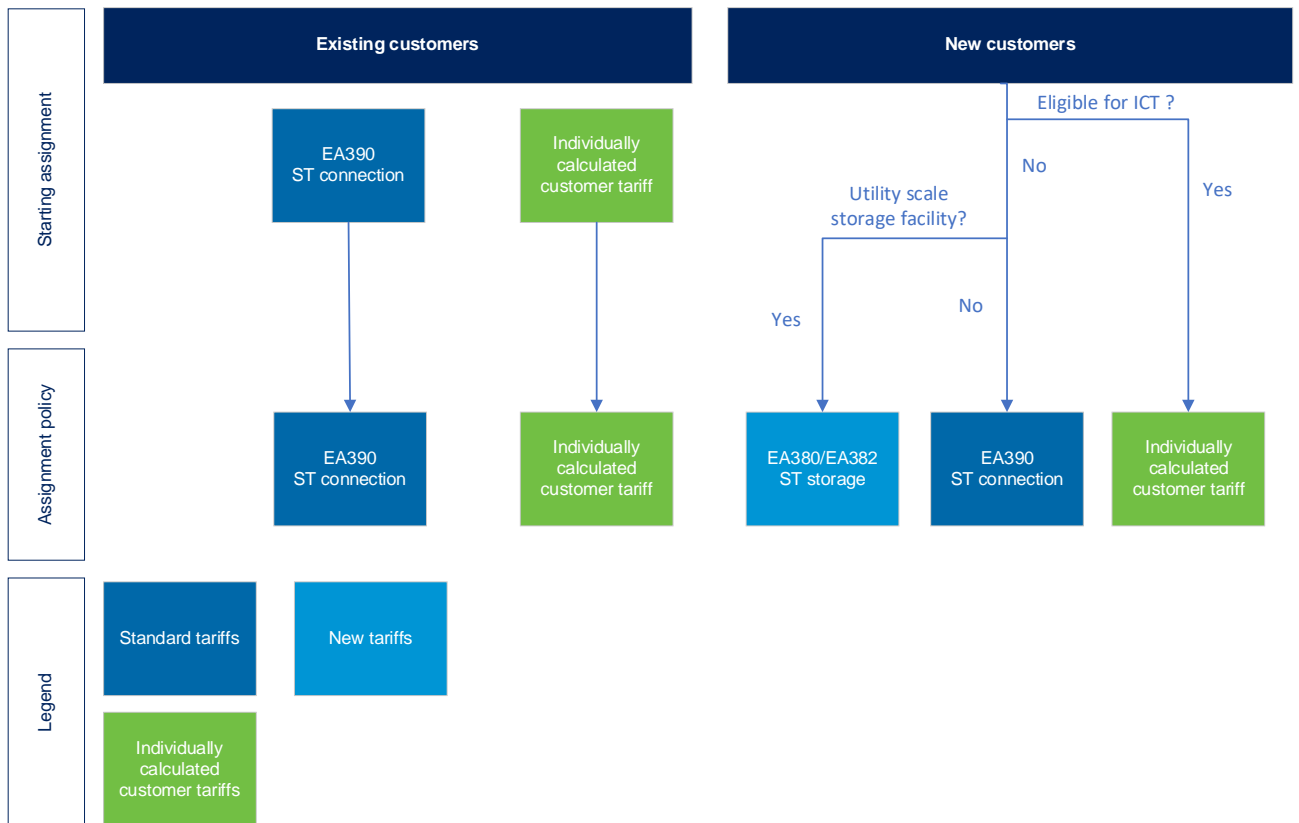 Existing customers
New customers
Starting assignment
EA390
ST connection
Individually
calculated
customer tariff
Eligible for ICT ?
No
Yes
Utility scale
storage facility?
Yes
No
Assignment policy
EA390
ST connection
Individually
calculated
customer tariff
EA380/EA382
ST storage
EA390
ST connection
Individually
calculated
customer tariff
Legend
Standard tariffs
New tariffs
Individually
calculated
customer tariffs